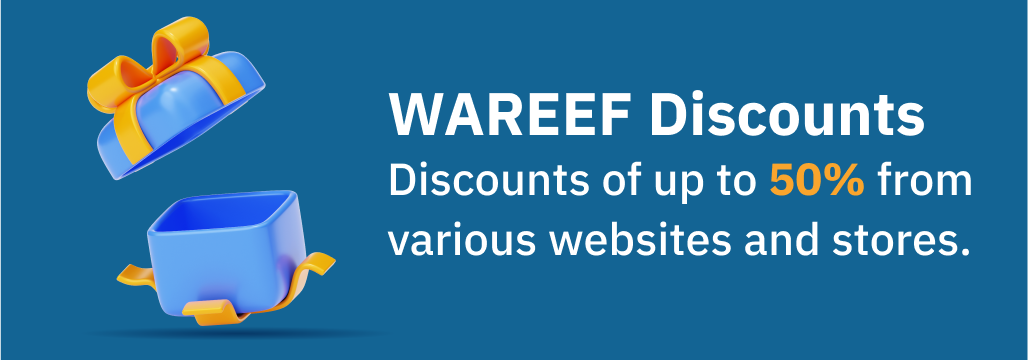 WAREEF Discounts
Discounts of up to 50% from
various websites and stores.